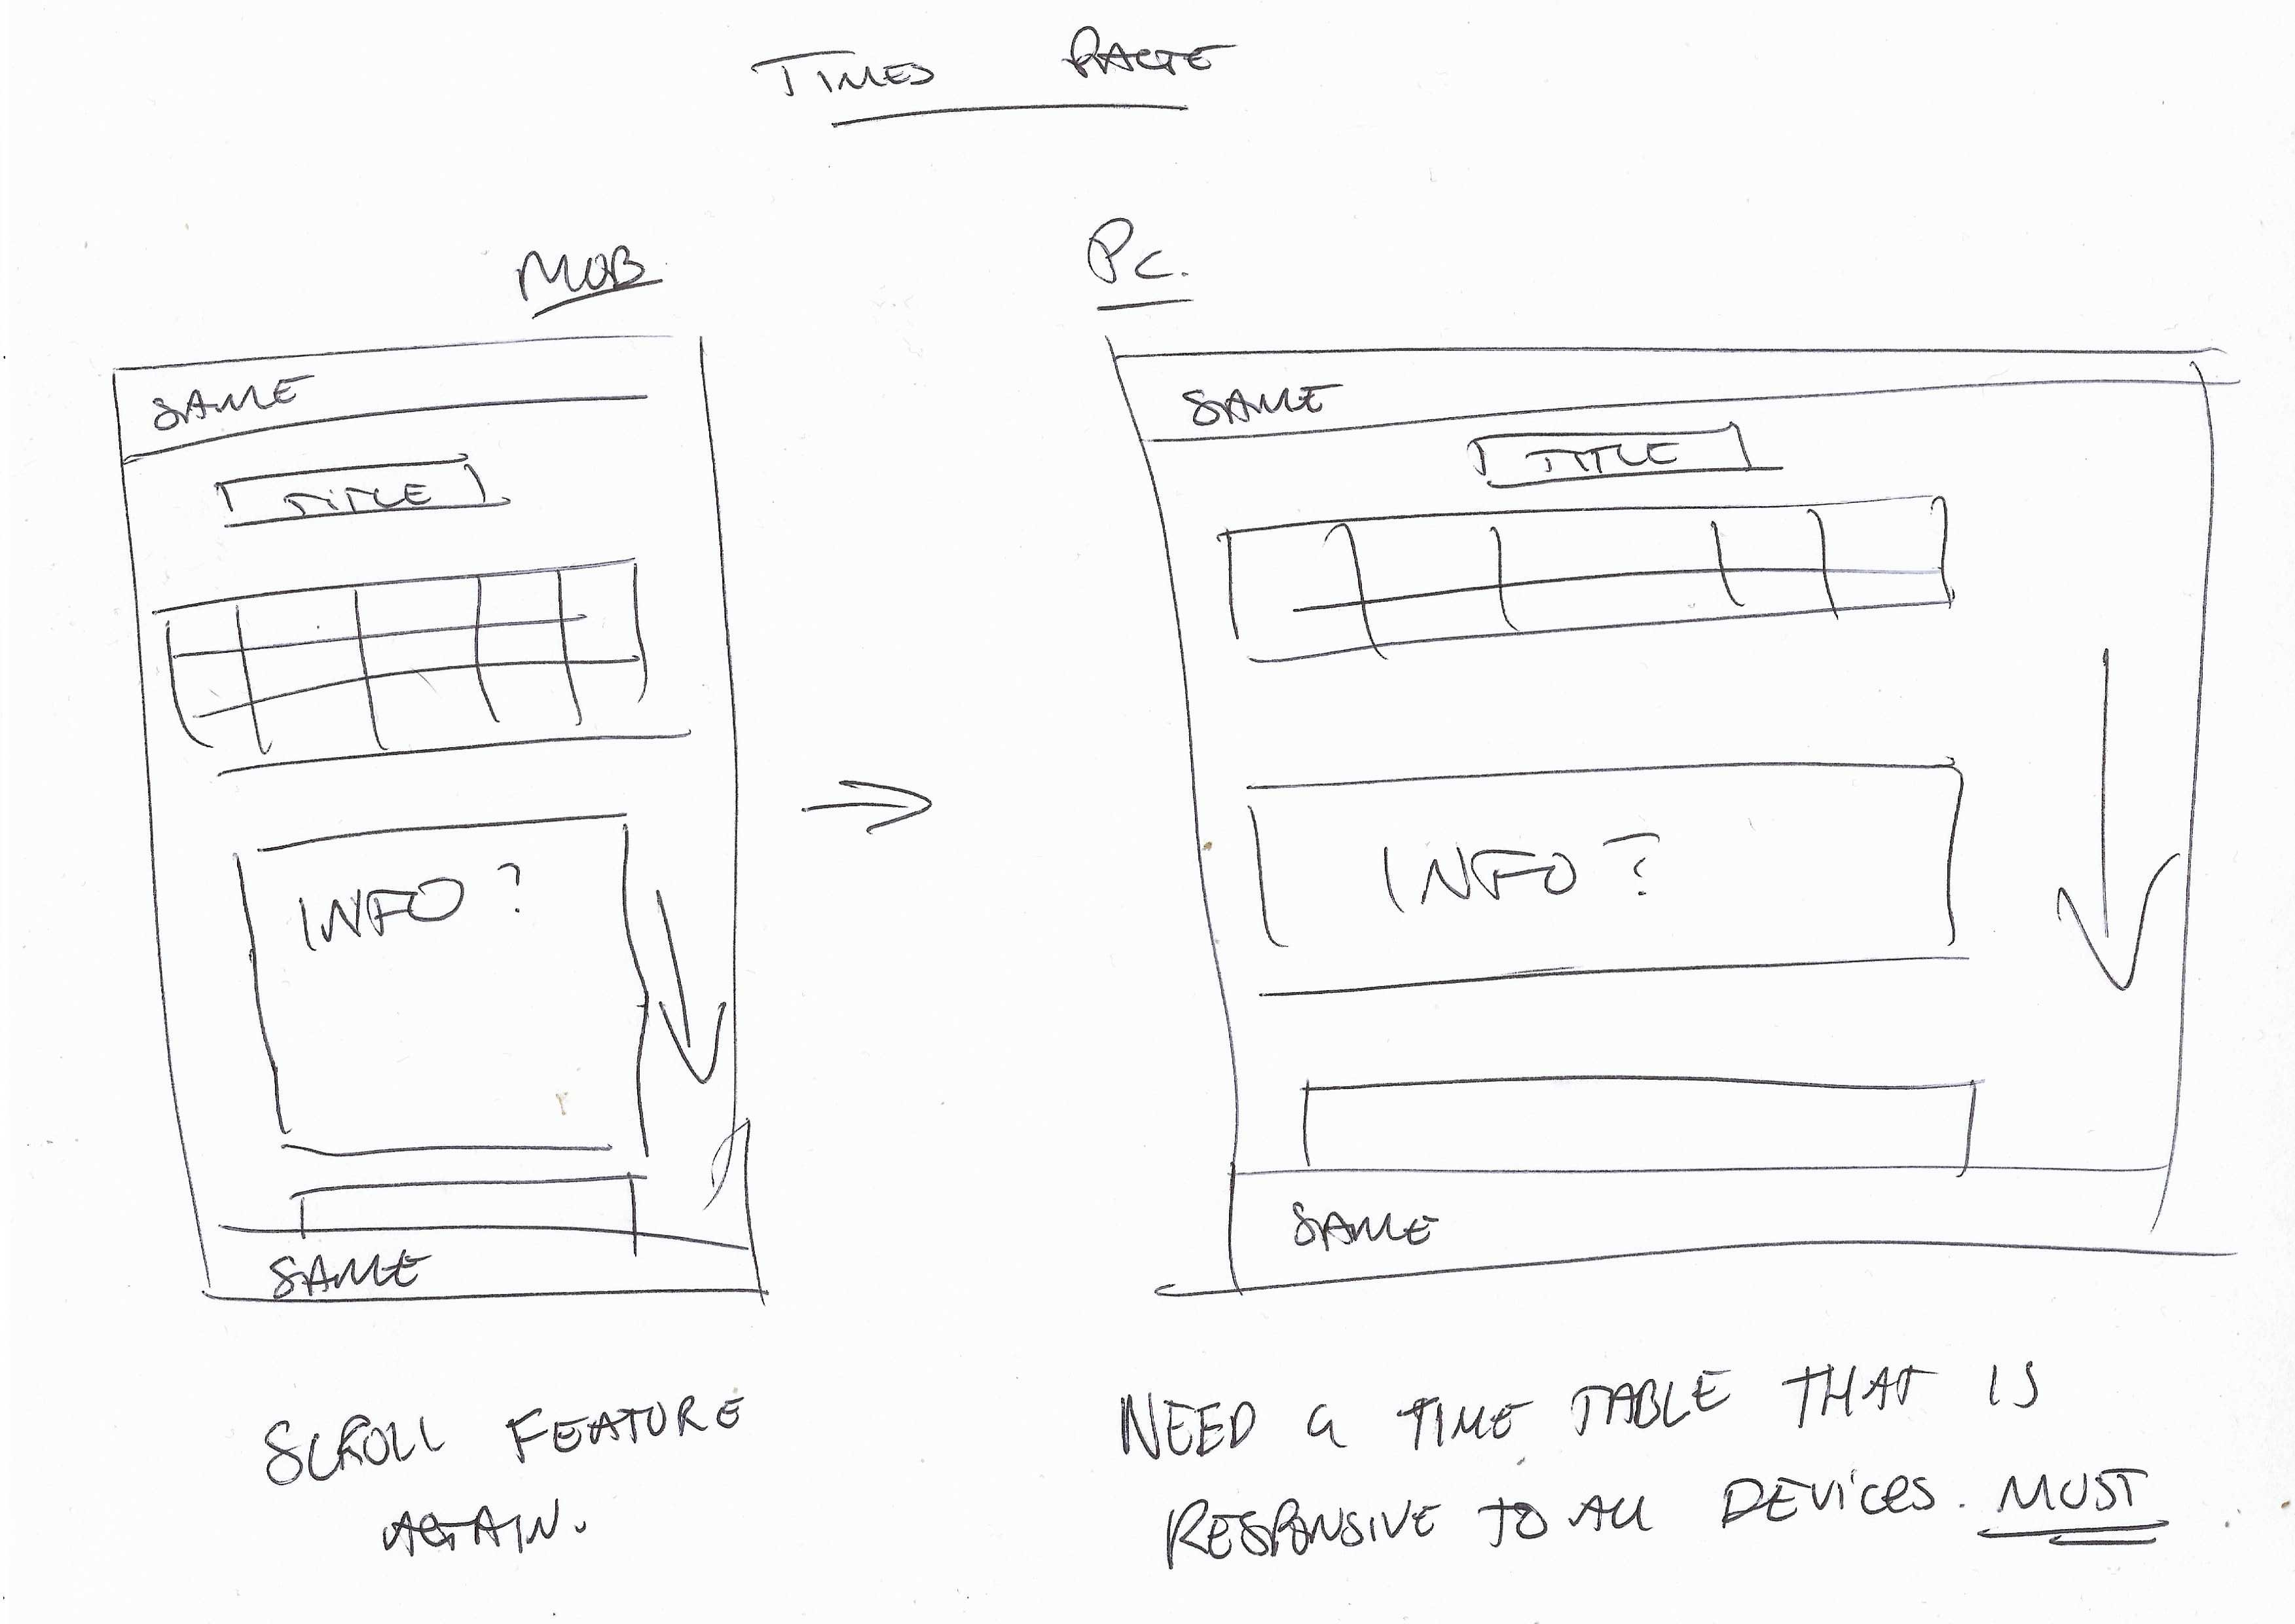 TIMES PAGE
MOB
PC.
SAME
TITLE
INFO ?
SAME
SAME
TITLE
INFO ?
SAME
SCROLL FEATURE
AGAIN.
NEED a TIME TABLE THAT IS
RESPONSIVE TO ALL DEVICES. MUST